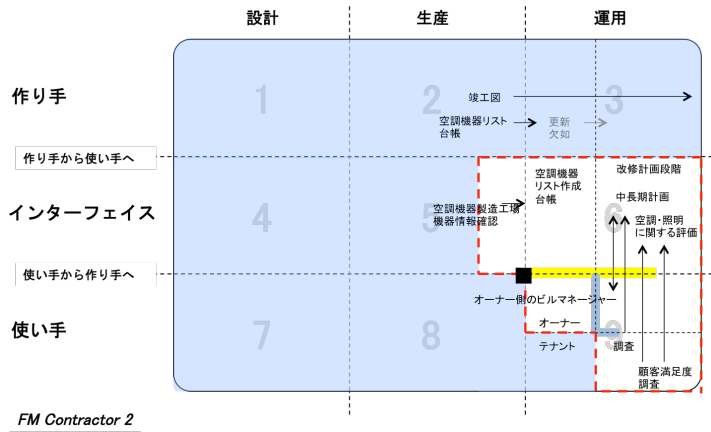 設計
生産
運用
作り手
1
2
3
竣工図
空調機器リスト
台帳
更新
欠如
作り手から使い手へ
インターフェイス
4
5
6
空調機器製造工場
機器情報確認
空調機器
リスト作成
台帳
改修計画段階
中長期計画
空調・照明
に関する評価
使い手から作り手へ
オーナー側のビルマネージャー
使い手
7
8
9
オーナー
テナント
調査
顧客満足度
調査
FM Contractor 2